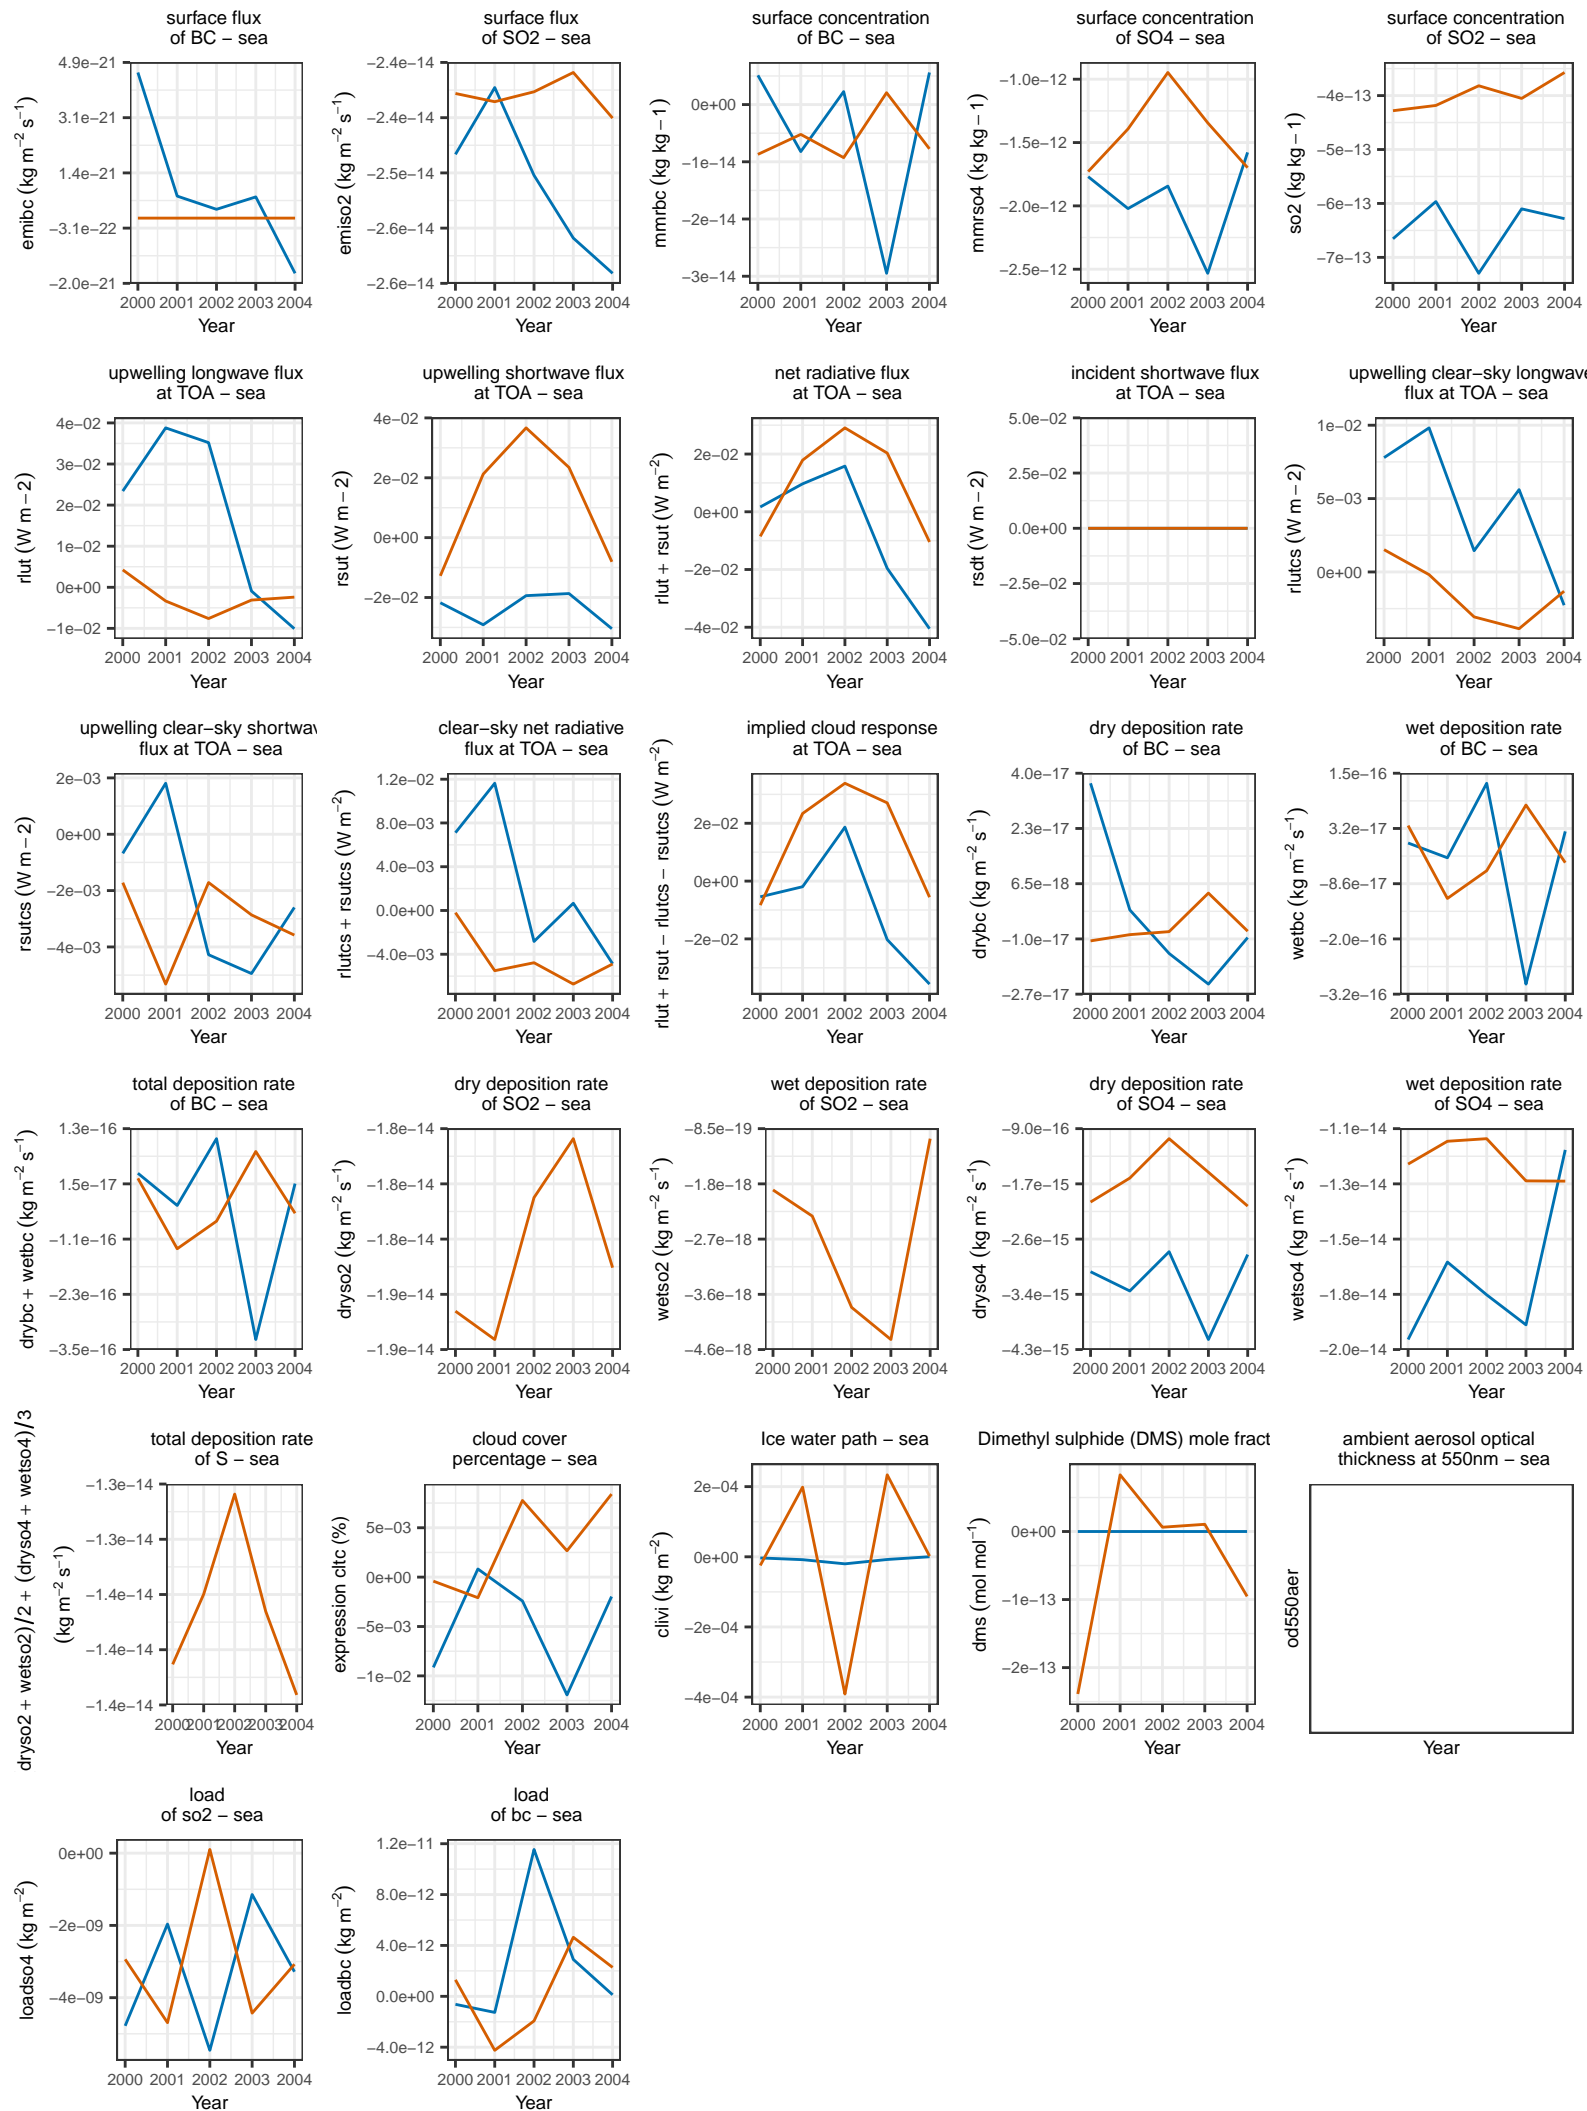 surface flux
of BC − sea
4.9e−21
3.1e−21
1.4e−21
−3.1e−22
−2.0e−21
emibc (kg m−2 s−1)
2000 2001 2002 2003 2004
Year
surface flux
of SO2 − sea
−2.4e−14
−2.4e−14
−2.5e−14
−2.6e−14
−2.6e−14
emiso2 (kg m−2 s−1)
2000 2001 2002 2003 2004
Year
surface concentration
of BC − sea
0e+00
−1e−14
−2e−14
−3e−14
mmrbc (kg kg − 1)
2000 2001 2002 2003 2004
Year
surface concentration
of SO4 − sea
−1.0e−12
−1.5e−12
−2.0e−12
−2.5e−12
mmrso4 (kg kg − 1)
2000 2001 2002 2003 2004
Year
surface concentration
of SO2 − sea
−4e−13
−5e−13
−6e−13
−7e−13
so2 (kg kg − 1)
2000 2001 2002 2003 2004
Year
upwelling longwave flux
at TOA − sea
4e−02
3e−02
2e−02
1e−02
0e+00
−1e−02
rlut (W m − 2)
2000 2001 2002 2003 2004
Year
upwelling shortwave flux
at TOA − sea
4e−02
2e−02
0e+00
−2e−02
rsut (W m − 2)
2000 2001 2002 2003 2004
Year
net radiative flux
at TOA − sea
2e−02
0e+00
−2e−02
−4e−02
rlut + rsut (W m−2)
2000 2001 2002 2003 2004
Year
incident shortwave flux
at TOA − sea
5.0e−02
2.5e−02
0.0e+00
−2.5e−02
−5.0e−02
rsdt (W m − 2)
2000 2001 2002 2003 2004
Year
upwelling clear−sky longwave
flux at TOA − sea
1e−02
5e−03
0e+00
rlutcs (W m − 2)
2000 2001 2002 2003 2004
Year
upwelling clear−sky shortwav
flux at TOA − sea
2e−03
0e+00
−2e−03
−4e−03
rsutcs (W m − 2)
2000 2001 2002 2003 2004
Year
clear−sky net radiative
flux at TOA − sea
1.2e−02
8.0e−03
4.0e−03
0.0e+00
−4.0e−03
rlutcs + rsutcs (W m−2)
2000 2001 2002 2003 2004
Year
implied cloud response
at TOA − sea
2e−02
0e+00
−2e−02
rlut + rsut − rlutcs − rsutcs (W m−2)
2000 2001 2002 2003 2004
Year
dry deposition rate
of BC − sea
4.0e−17
2.3e−17
6.5e−18
−1.0e−17
−2.7e−17
drybc (kg m−2 s−1)
2000 2001 2002 2003 2004
Year
wet deposition rate
of BC − sea
1.5e−16
3.2e−17
−8.6e−17
−2.0e−16
−3.2e−16
wetbc (kg m−2 s−1)
2000 2001 2002 2003 2004
Year
total deposition rate
of BC − sea
1.3e−16
1.5e−17
−1.1e−16
−2.3e−16
−3.5e−16
drybc + wetbc (kg m−2 s−1)
2000 2001 2002 2003 2004
Year
dry deposition rate
of SO2 − sea
−1.8e−14
−1.8e−14
−1.8e−14
−1.9e−14
−1.9e−14
dryso2 (kg m−2 s−1)
2000 2001 2002 2003 2004
Year
wet deposition rate
of SO2 − sea
−8.5e−19
−1.8e−18
−2.7e−18
−3.6e−18
−4.6e−18
wetso2 (kg m−2 s−1)
2000 2001 2002 2003 2004
Year
dry deposition rate
of SO4 − sea
−9.0e−16
−1.7e−15
−2.6e−15
−3.4e−15
−4.3e−15
dryso4 (kg m−2 s−1)
2000 2001 2002 2003 2004
Year
wet deposition rate
of SO4 − sea
−1.1e−14
−1.3e−14
−1.5e−14
−1.8e−14
−2.0e−14
wetso4 (kg m−2 s−1)
2000 2001 2002 2003 2004
Year
total deposition rate
of S − sea
−1.3e−14
−1.3e−14
−1.4e−14
−1.4e−14
−1.4e−14
dryso2 + wetso2)/2 + (dryso4 + wetso4)/3
(kg m−2 s−1)
2000 2001 2002 2003 2004
Year
cloud cover
percentage − sea
5e−03
0e+00
−5e−03
−1e−02
expression cltc (%)
2000 2001 2002 2003 2004
Year
Ice water path − sea
2e−04
0e+00
−2e−04
−4e−04
clivi (kg m−2)
2000 2001 2002 2003 2004
Year
Dimethyl sulphide (DMS) mole fract
0e+00
−1e−13
−2e−13
dms (mol mol−1)
2000 2001 2002 2003 2004
Year
ambient aerosol optical
thickness at 550nm − sea
od550aer
Year
load
of so2 − sea
0e+00
−2e−09
−4e−09
loadso4 (kg m−2)
2000 2001 2002 2003 2004
Year
load
of bc − sea
1.2e−11
8.0e−12
4.0e−12
0.0e+00
−4.0e−12
loadbc (kg m−2)
2000 2001 2002 2003 2004
Year